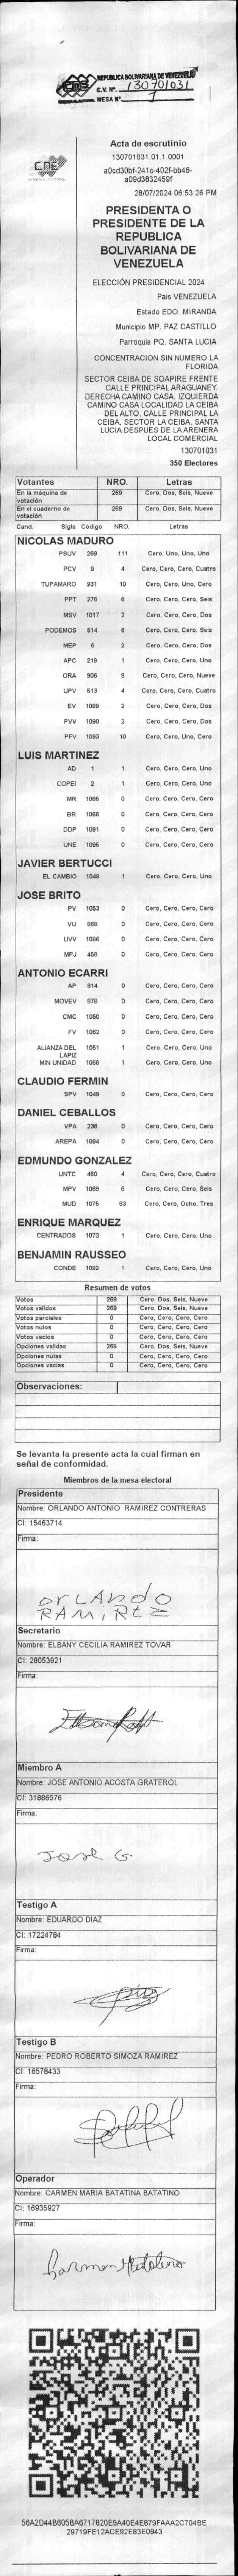 REPUBLICA BOLIVARIANA DE VENEZUELA
CNE
C.V. N°. 130701031
MESA N° 1
CNE
Acta de escrutinio
130701031.01.1.0001
a0cd30bf-241c-402f-bb46-
a09d3832459f
28/07/2024 06:53:26 PM
PRESIDENTA O
PRESIDENTE DE LA
REPUBLICA
BOLIVARIANA DE
VENEZUELA
ELECCIÓN PRESIDENCIAL 2024
Pais VENEZUELA
Estado EDO. MIRANDA
Municipio MP. PAZ CASTILLO
Parroquia PQ. SANTA LUCIA
CONCENTRACION SIN NUMERO LA
FLORIDA
SECTOR CEIBA DE SOAPIRE FRENTE
CALLE PRINCIPAL ARAGUANEY.
DERECHA CAMINO CASA. IZQUIERDA
CAMINO CASA LOCALIDAD LA CEIBA
DEL ALTO, CALLE PRINCIPAL LA
CEIBA, SECTOR LA CEIBA, SANTA
LUCIA DESPUES DE LA ARENERA
LOCAL COMERCIAL
130701031
350 Electores
Votantes NRO. Letras
En la máquina de votación 269 Cero, Dos, Seis, Nueve
En el cuaderno de votación 269 Cero, Dos, Seis, Nueve
Cand. Sigls Código NRO. Letras
NICOLAS MADURO
PSUV 269 111 Cero, Uno, Uno, Uno
PCV 9 4 Cero, Cero, Cero, Cuatro
TUPAMARO 931 10 Cero, Cero, Uno, Cero
PPT 276 6 Cero, Cero, Cero, Seis
MSV 1017 2 Cero, Cero, Cero, Dos
PODEMOS 514 6 Cero, Cero, Cero, Seis
MEP 6 2 Cero, Cero, Cero, Dos
APC 219 1 Cero, Cero, Cero, Uno
ORA 906 9 Cero, Cero, Cero, Nueve
UPV 513 4 Cero, Cero, Cero, Cuatro
EV 1089 2 Cero, Cero, Cero, Dos
PVV 1090 2 Cero, Cero, Cero, Dos
PFV 1093 10 Cero, Cero, Uno, Cero
LUIS MARTINEZ
AD 1 1 Cero, Cero, Cero, Uno
COPEI 2 1 Cero, Cero, Cero, Uno
MR 1065 0 Cero, Cero, Cero, Cero
BR 1066 0 Cero, Cero, Cero, Cero
DDP 1091 0 Cero, Cero, Cero, Cero
UNE 1095 0 Cero, Cero, Cero, Cero
JAVIER BERTUCCI
EL CAMBIO 1048 1 Cero, Cero, Cero, Uno
JOSE BRITO
PV 1053 0 Cero, Cero, Cero, Cero
VU 868 0 Cero, Cero, Cero, Cero
UVV 1096 0 Cero, Cero, Cero, Cero
MPJ 458 0 Cero, Cero, Cero, Cero
ANTONIO ECARRI
AP 814 0 Cero, Cero, Cero, Cero
MOVEV 879 0 Cero, Cero, Cero, Cero
CMC 1050 0 Cero, Cero, Cero, Cero
FV 1062 0 Cero, Cero, Cero, Cero
ALIANZA DEL LAPIZ 1051 1 Cero, Cero, Cero, Uno
MIN UNIDAD 1068 1 Cero, Cero, Cero, Uno
CLAUDIO FERMIN
SPV 1049 0 Cero, Cero, Cero, Cero
DANIEL CEBALLOS
VPA 236 0 Cero, Cero, Cero, Cero
AREPA 1094 0 Cero, Cero, Cero, Cero
EDMUNDO GONZALEZ
UNTC 460 4 Cero, Cero, Cero, Cuatro
MPV 1069 6 Cero, Cero, Cero, Seis
MUD 1075 83 Cero, Cero, Ocho, Tres
ENRIQUE MARQUEZ
CENTRADOS 1073 1 Cero, Cero, Cero, Uno
BENJAMIN RAUSSEO
CONDE 1092 1 Cero, Cero, Cero, Uno
Resumen de votos
Votos 269 Cero, Dos, Seis, Nueve
Votos validos 269 Cero, Dos, Seis, Nueve
Votos parciales 0 Cero, Cero, Cero, Cero
Votos nulos 0 Cero, Cero, Cero, Cero
Votos vacios 0 Cero, Cero, Cero, Cero
Opciones validas 269 Cero, Dos, Seis, Nueve
Opciones nulas 0 Cero, Cero, Cero, Cero
Opciones vacias 0 Cero, Cero, Cero, Cero
Observaciones:
Se levanta la presente acta la cual firman en
señal de conformidad.
Miembros de la mesa electoral
Presidente
Nombre: ORLANDO ANTONIO RAMIREZ CONTRERAS
CI: 15463714
Firma:
ORLANDO
RAMIREZ
Secretario
Nombre: ELBANY CECILIA RAMIREZ TOVAR
CI: 28053921
Firma:
Miembro A
Nombre: JOSE ANTONIO ACOSTA GRATEROL
CI: 31886576
Firma:
José G
Testigo A
Nombre: EDUARDO DIAZ
CI: 17224784
Firma:
Testigo B
Nombre: PEDRO ROBERTO SIMOZA RAMIREZ
CI: 16578433
Firma:
Operador
Nombre: CARMEN MARIA BATATINA BATATINO
CI: 16935927
Firma:
56A2D44B605BA6717820E9A40E4E879FAAA2C704BE
29719FE12ACE92E83E0943